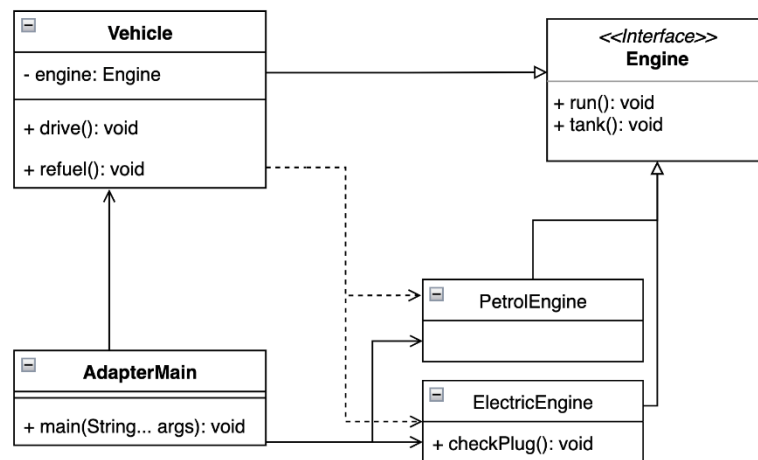 Vehicle
- engine: Engine
+ drive(): void
+ refuel(): void
<<Interface>>
Engine
+ run(): void
+ tank(): void
PetrolEngine
AdapterMain
+ main(String... args): void
ElectricEngine
+ checkPlug(): void